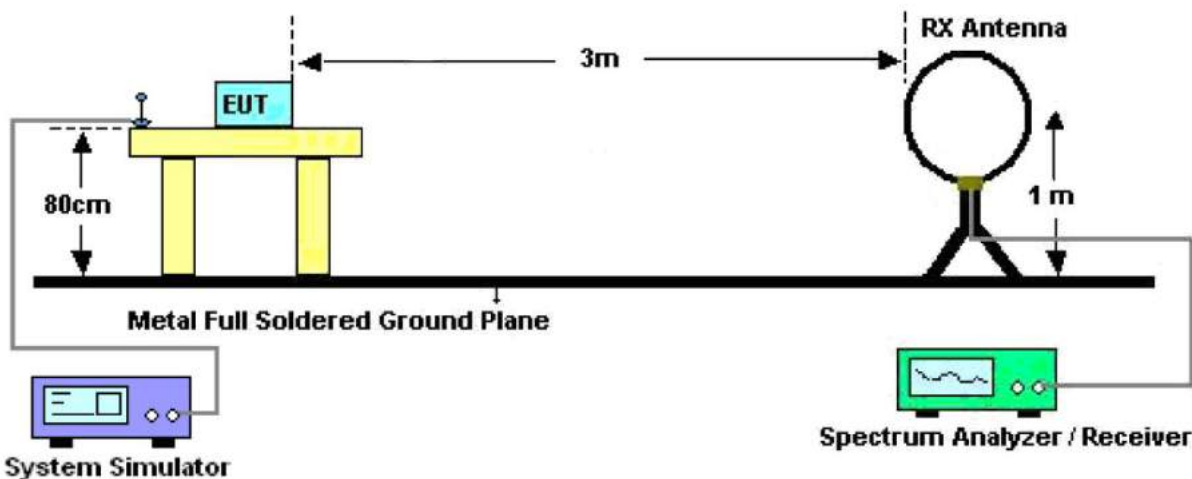 RX Antenna
3m
EUT
80cm
1 m
Metal Full Soldered Ground Plane
Spectrum Analyzer / Receiver
System Simulator